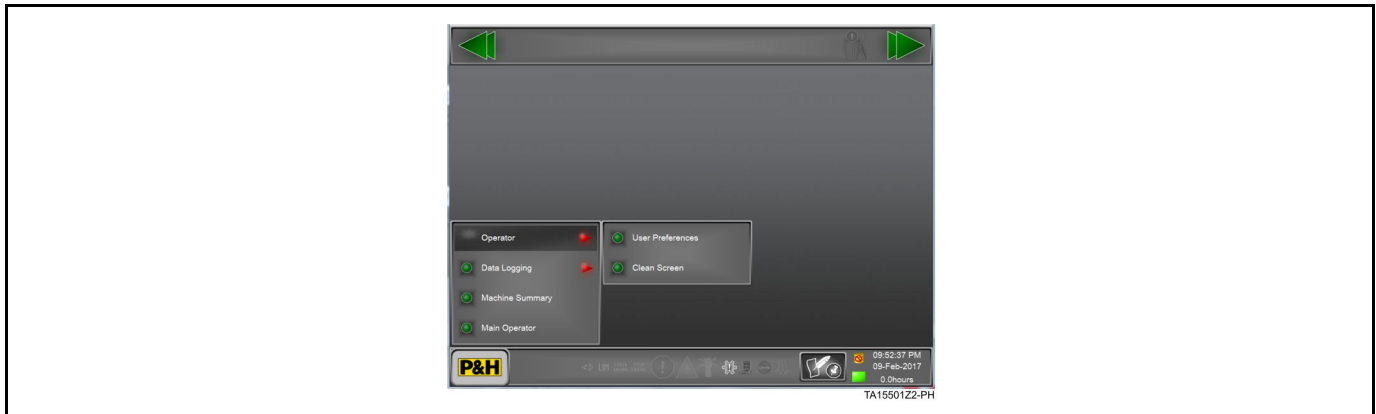 Operator
User Preferences
Data Logging
Clean Screen
Machine Summary
Main Operator
P&H
LIM
09:52:37 PM
09-Feb-2017
0.0hours
TA15501Z2-PH